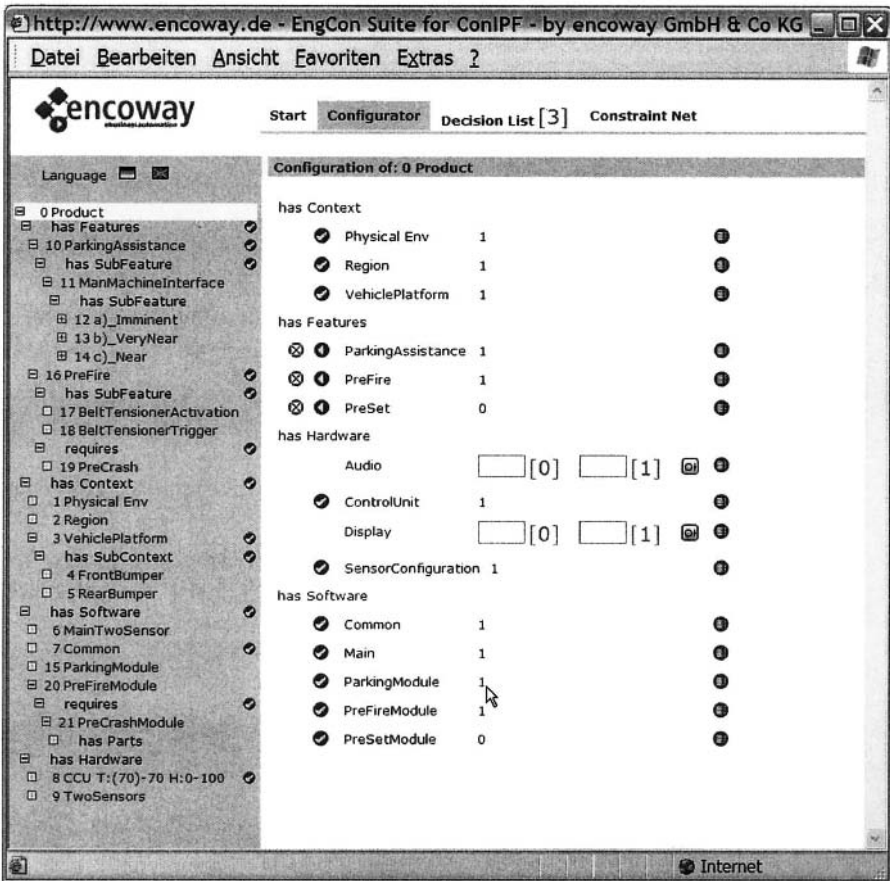 http://www.encoway.de - EngCon Suite for ConIPF - by encoway GmbH & Co KG
Datei Bearbeiten Ansicht Favoriten Extras ?
encoway
Start Configurator Decision List [3] Constraint Net
Language
Configuration of: 0 Product
0 Product
has Features
10 ParkingAssistance
has SubFeature
11 ManMachineInterface
has SubFeature
12 a)_Imminent
13 b)_VeryNear
14 c)_Near
16 PreFire
has SubFeature
17 BeltTensionerActivation
18 BeltTensionerTrigger
requires
19 PreCrash
has Context
1 Physical Env
2 Region
3 VehiclePlatform
has SubContext
4 FrontBumper
5 RearBumper
has Software
6 MainTwoSensor
7 Common
15 ParkingModule
20 PreFireModule
requires
21 PreCrashModule
has Parts
has Hardware
8 CCU T:(70)-70 H:0-100
9 TwoSensors
has Context
Physical Env 1
Region 1
VehiclePlatform 1
has Features
ParkingAssistance 1
PreFire 1
PreSet 0
has Hardware
Audio [0] [1]
ControlUnit 1
Display [0] [1]
SensorConfiguration 1
has Software
Common 1
Main 1
ParkingModule 1
PreFireModule 1
PreSetModule 0
Internet